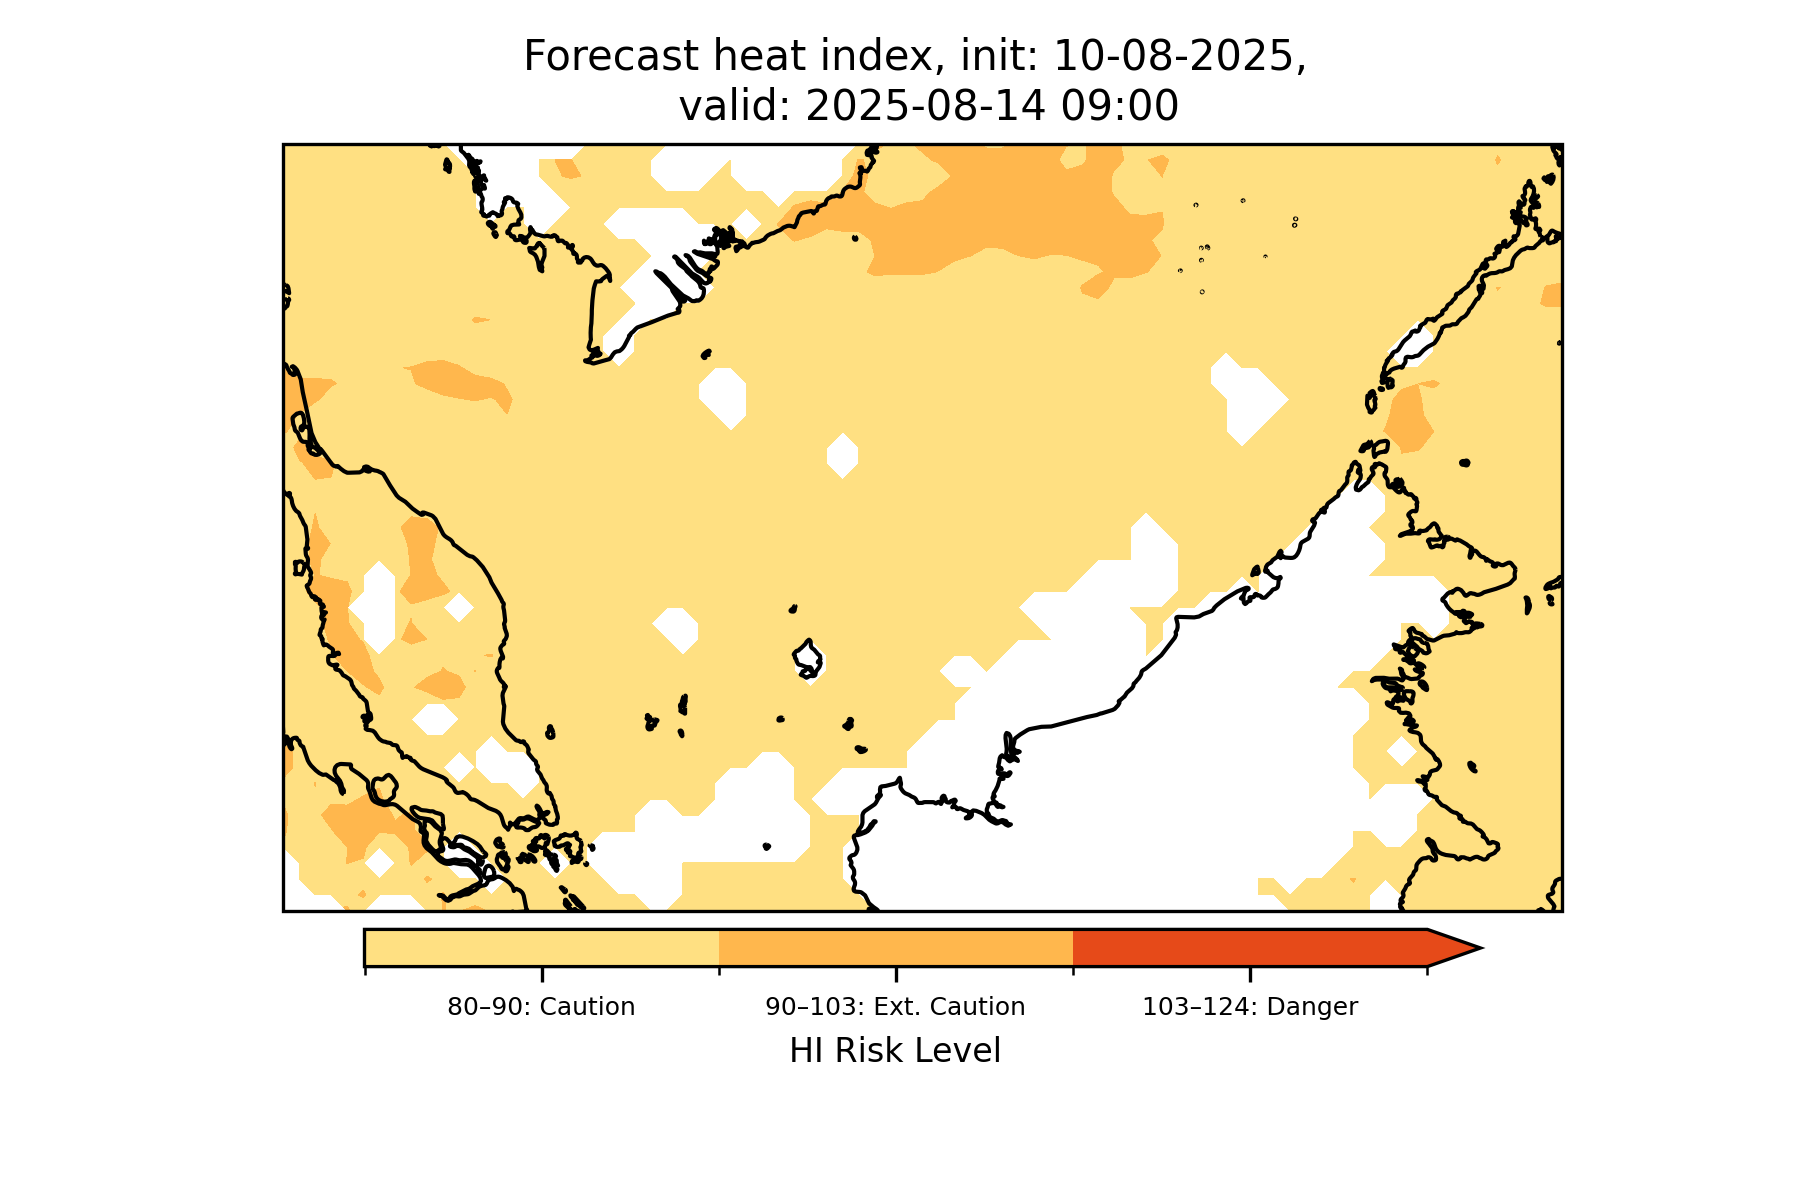 Forecast heat index, init: 10-08-2025,
valid: 2025-08-14 09:00
80–90: Caution
90–103: Ext. Caution
103–124: Danger
HI Risk Level